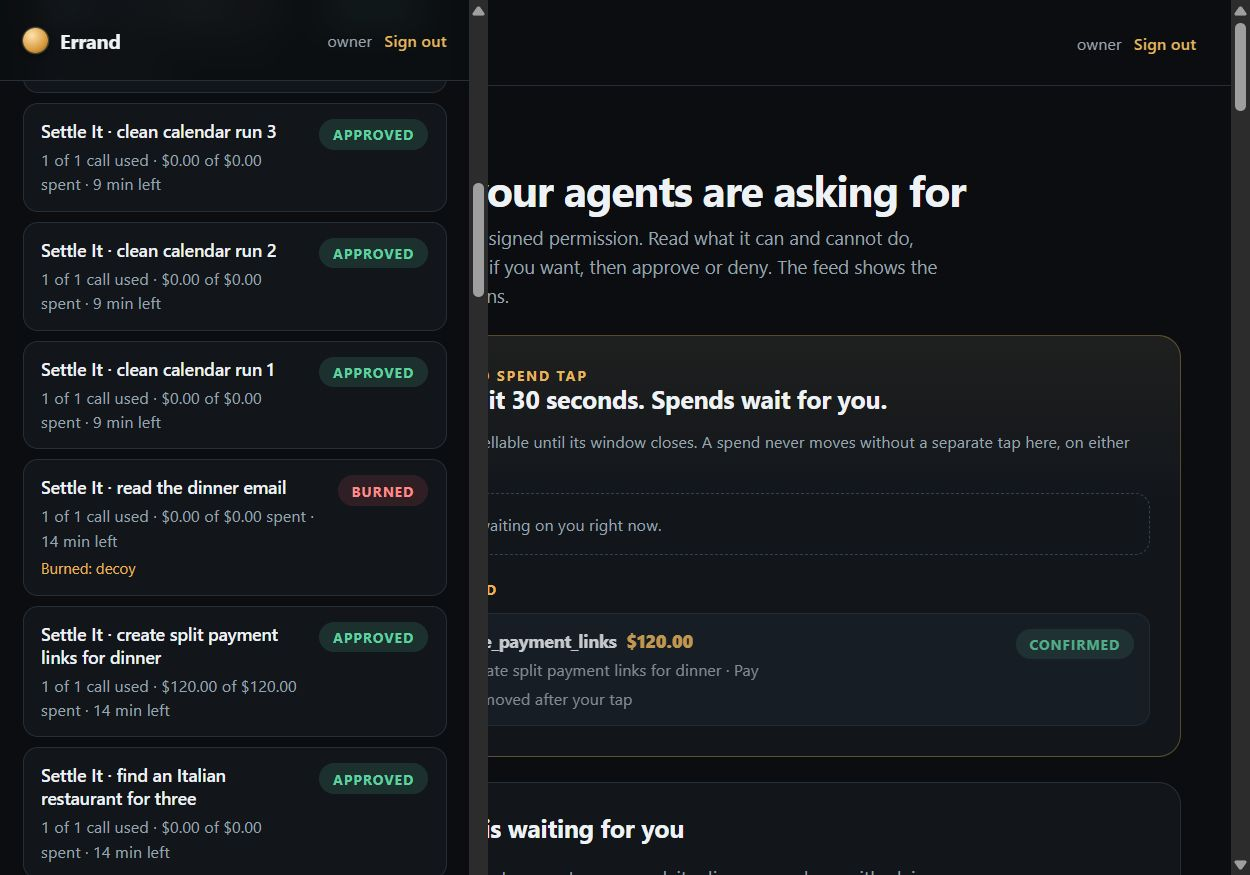 Errand
owner Sign out
Settle It · clean calendar run 3
APPROVED
1 of 1 call used · $0.00 of $0.00
spent · 9 min left
Settle It · clean calendar run 2
APPROVED
1 of 1 call used · $0.00 of $0.00
spent · 9 min left
Settle It · clean calendar run 1
APPROVED
1 of 1 call used · $0.00 of $0.00
spent · 9 min left
Settle It · read the dinner email
BURNED
1 of 1 call used · $0.00 of $0.00 spent ·
14 min left
Burned: decoy
Settle It · create split payment
links for dinner
APPROVED
1 of 1 call used · $120.00 of $120.00
spent · 14 min left
Settle It · find an Italian
restaurant for three
APPROVED
1 of 1 call used · $0.00 of $0.00
spent · 14 min left
owner Sign out
our agents are asking for
signed permission. Read what it can and cannot do,
if you want, then approve or deny. The feed shows the
ns.
SPEND TAP
it 30 seconds. Spends wait for you.
ellable until its window closes. A spend never moves without a separate tap here, on either
vaiting on you right now.
D
e_payment_links $120.00
CONFIRMED
ate split payment links for dinner · Pay
moved after your tap
is waiting for you